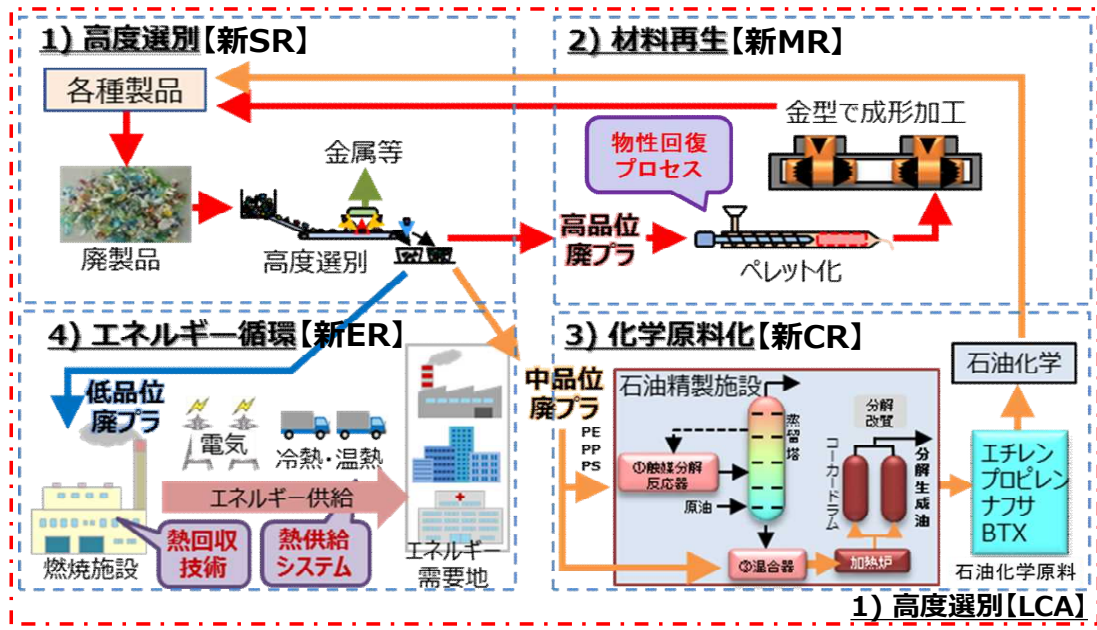 1) 高度選別【新SR】
各種製品
廃製品
金属等
高度選別
2) 材料再生【新MR】
金型で成形加工
物性回復
プロセス
高品位
廃プラ
ペレット化
4) エネルギー循環【新ER】
低品位
廃プラ
電気
冷熱・温熱
エネルギー供給
熱回収
技術
熱供給
システム
燃焼施設
エネルギー
需要地
3) 化学原料化【新CR】
中品位
廃プラ
PE
PP
PS
石油精製施設
①触媒分解
反応器
原油
蒸留塔
②混合器
コーカードラム
分解
改質
加熱炉
分解生成油
石油化学
エチレン
プロピレン
ナフサ
BTX
石油化学原料
1) 高度選別【LCA】